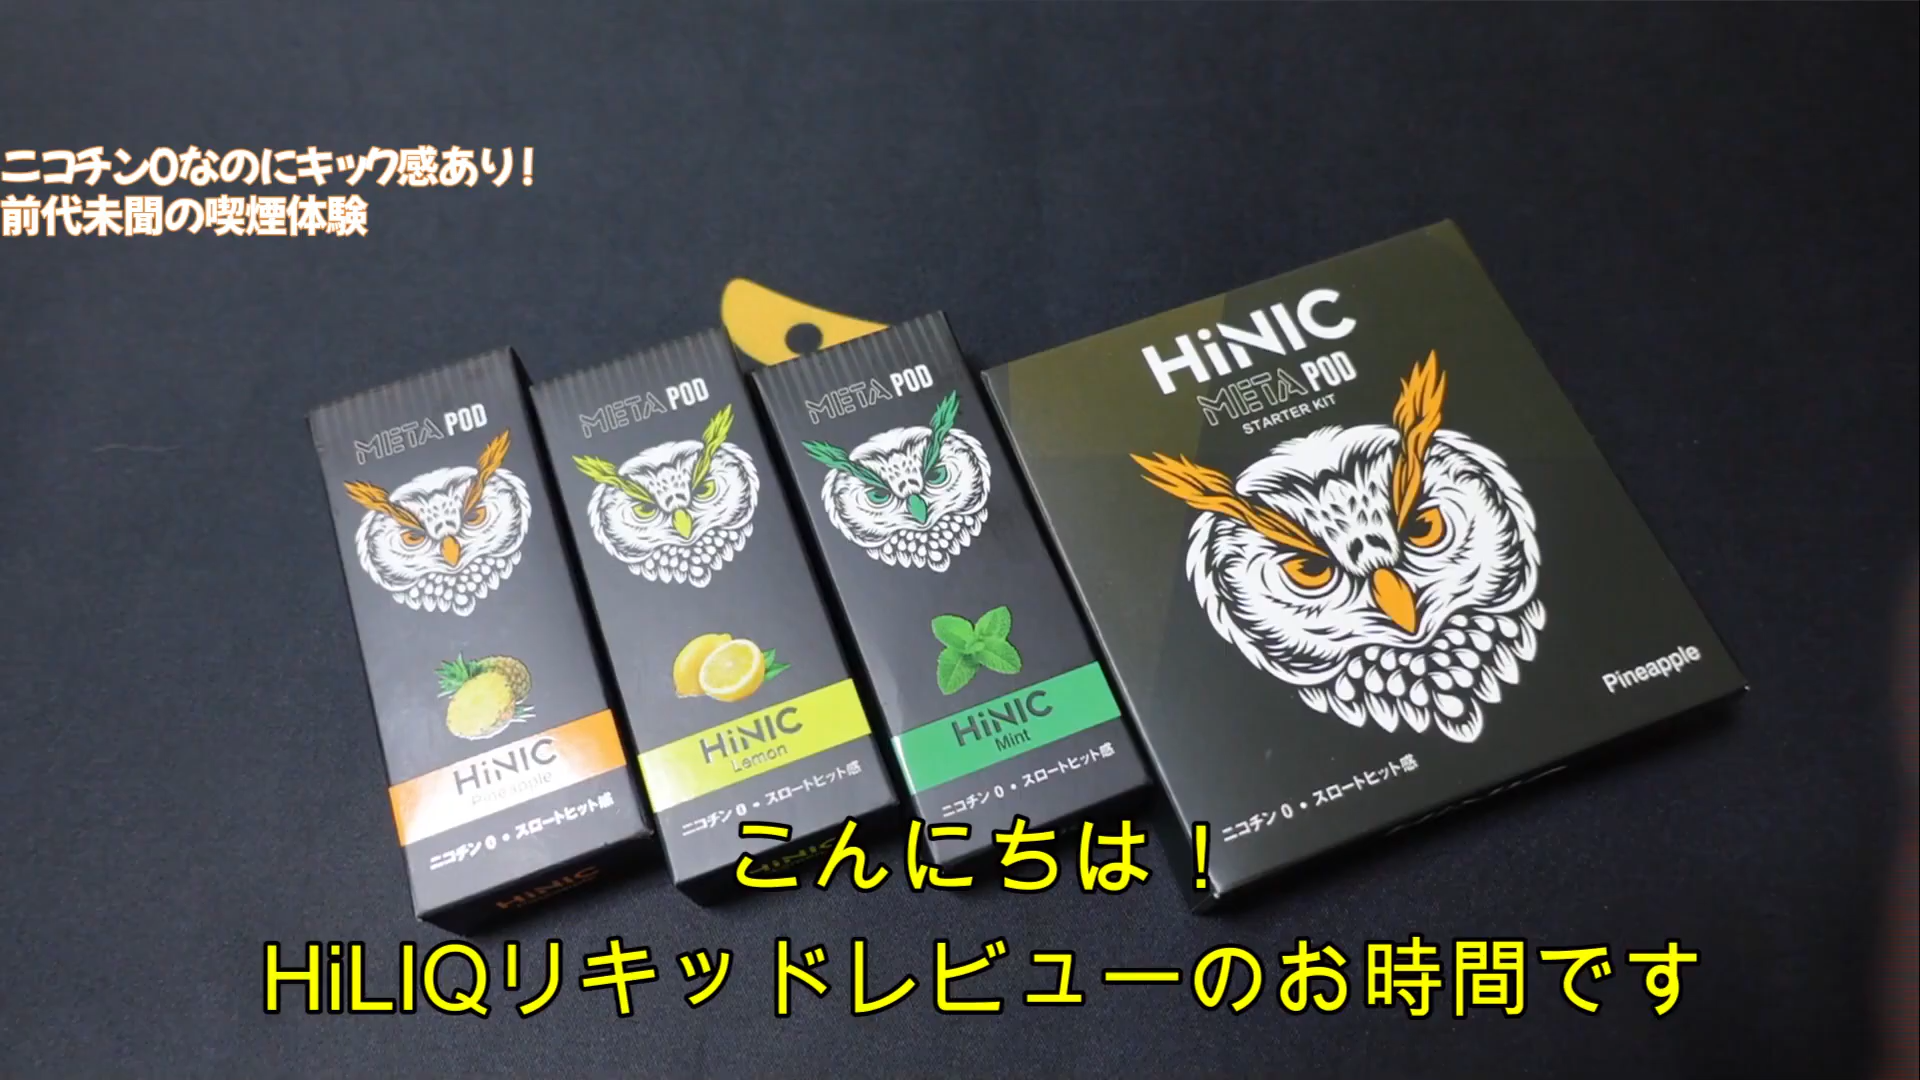 ニコチン0なのにキック感あり!
前代未聞の喫煙体験
META POD
HiNIC
Pineapple
ニコチン 0 • スロートヒット感
HiNIC
META POD
HiNIC
Lemon
ニコチン 0 • スロートヒット感
HiNIC
META POD
HiNIC
Mint
ニコチン 0 • スロートヒット感
HiNIC
META POD
STARTER KIT
Pineapple
ニコチン 0 • スロートヒット感
こんにちは！
HiLIQリキッドレビューのお時間です